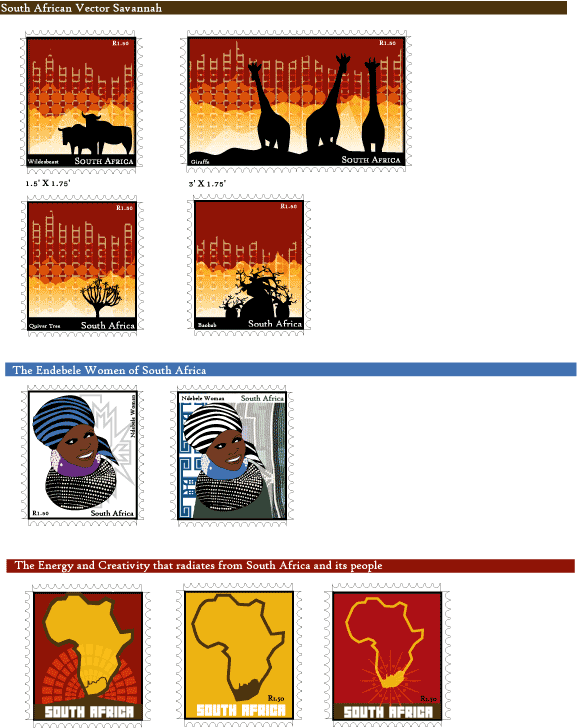 South African Vector Savannah
R1.50
Wildesbeast SOUTH AFRICA
R1.50
Giraffe SOUTH AFRICA
1.5' X 1.75'
3' X 1.75'
R1.50
Quiver Tree South Africa
R1.50
Baobab South Africa
The Endebele Women of South Africa
Ndebele Woman
R1.50 South Africa
Ndebele Woman South Africa
The Energy and Creativity that radiates from South Africa and its people
SOUTH AFRICA
R1.50
SOUTH AFRICA
R1.50
SOUTH AFRICA